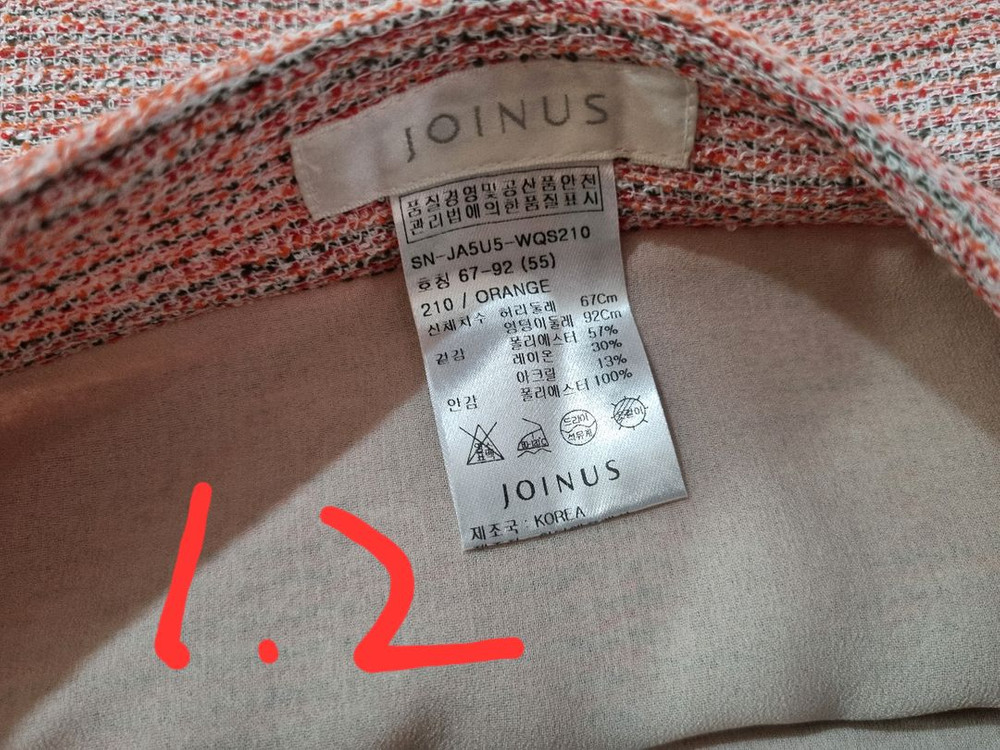 JOINUS
품질경영및공산품안전
관리법에의한품질표시
SN-JA5U5-WQS210
호칭 67-92 (55)
210 / ORANGE
신체치수 허리둘레 67Cm
엉덩이둘레 92Cm
겉감 폴리에스터 57%
레이온 30%
아크릴 13%
안감 폴리에스터 100%
염소
표백
드라이
석유계
JOINUS
제조국 : KOREA
1.2